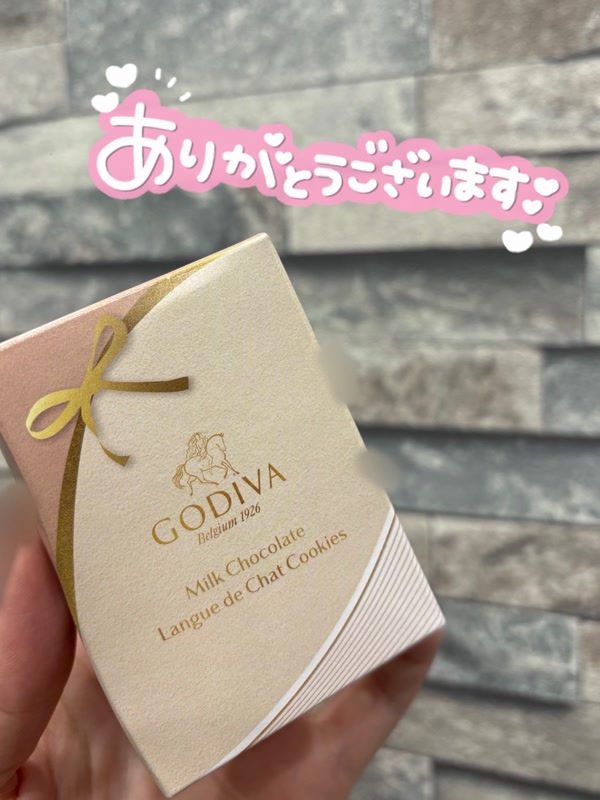 ありがとうございます
GODIVA
Belgium 1926
Milk Chocolate
Langue de Chat Cookies